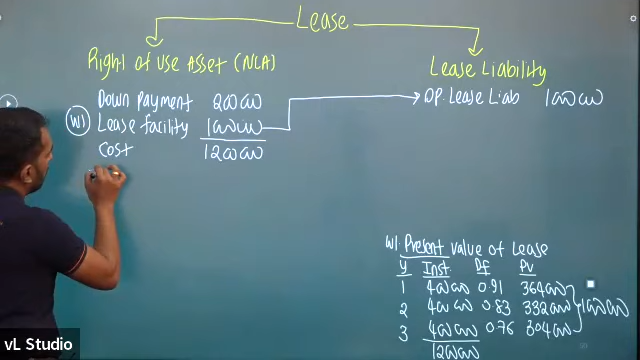 Lease
Right of Use Asset (NCA)
Lease Liability
Down Payment 200000
OP. Lease Liab 1000000
W1 Lease facility 1000000
Cost 1200000
W1. Present value of Lease
Y Inst. Df Pv
1 400000 0.91 364000
2 400000 0.83 332000 1000000
3 400000 0.76 304000
1200000
vL Studio